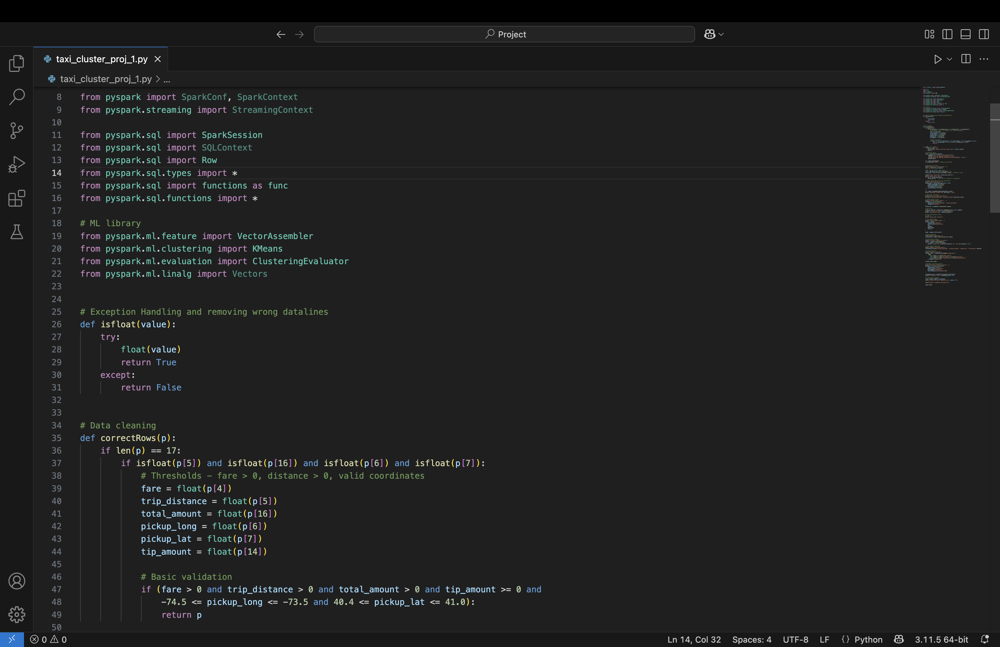 Project
taxi_cluster_proj_1.py
taxi_cluster_proj_1.py > ...
8 from pyspark import SparkConf, SparkContext
9 from pyspark.streaming import StreamingContext
10
11 from pyspark.sql import SparkSession
12 from pyspark.sql import SQLContext
13 from pyspark.sql import Row
14 from pyspark.sql.types import *
15 from pyspark.sql import functions as func
16 from pyspark.sql.functions import *
17
18 # ML library
19 from pyspark.ml.feature import VectorAssembler
20 from pyspark.ml.clustering import KMeans
21 from pyspark.ml.evaluation import ClusteringEvaluator
22 from pyspark.ml.linalg import Vectors
23
24
25 # Exception Handling and removing wrong datalines
26 def isfloat(value):
27     try:
28         float(value)
29         return True
30     except:
31         return False
32
33
34 # Data cleaning
35 def correctRows(p):
36     if len(p) == 17:
37         if isfloat(p[5]) and isfloat(p[16]) and isfloat(p[6]) and isfloat(p[7]):
38             # Thresholds – fare > 0, distance > 0, valid coordinates
39             fare = float(p[4])
40             trip_distance = float(p[5])
41             total_amount = float(p[16])
42             pickup_long = float(p[6])
43             pickup_lat = float(p[7])
44             tip_amount = float(p[14])
45
46             # Basic validation
47             if (fare > 0 and trip_distance > 0 and total_amount > 0 and tip_amount >= 0 and
48                 -74.5 <= pickup_long <= -73.5 and 40.4 <= pickup_lat <= 41.0):
49                 return p
50
0 0 Ln 14, Col 32 Spaces: 4 UTF-8 LF {} Python 3.11.5 64-bit